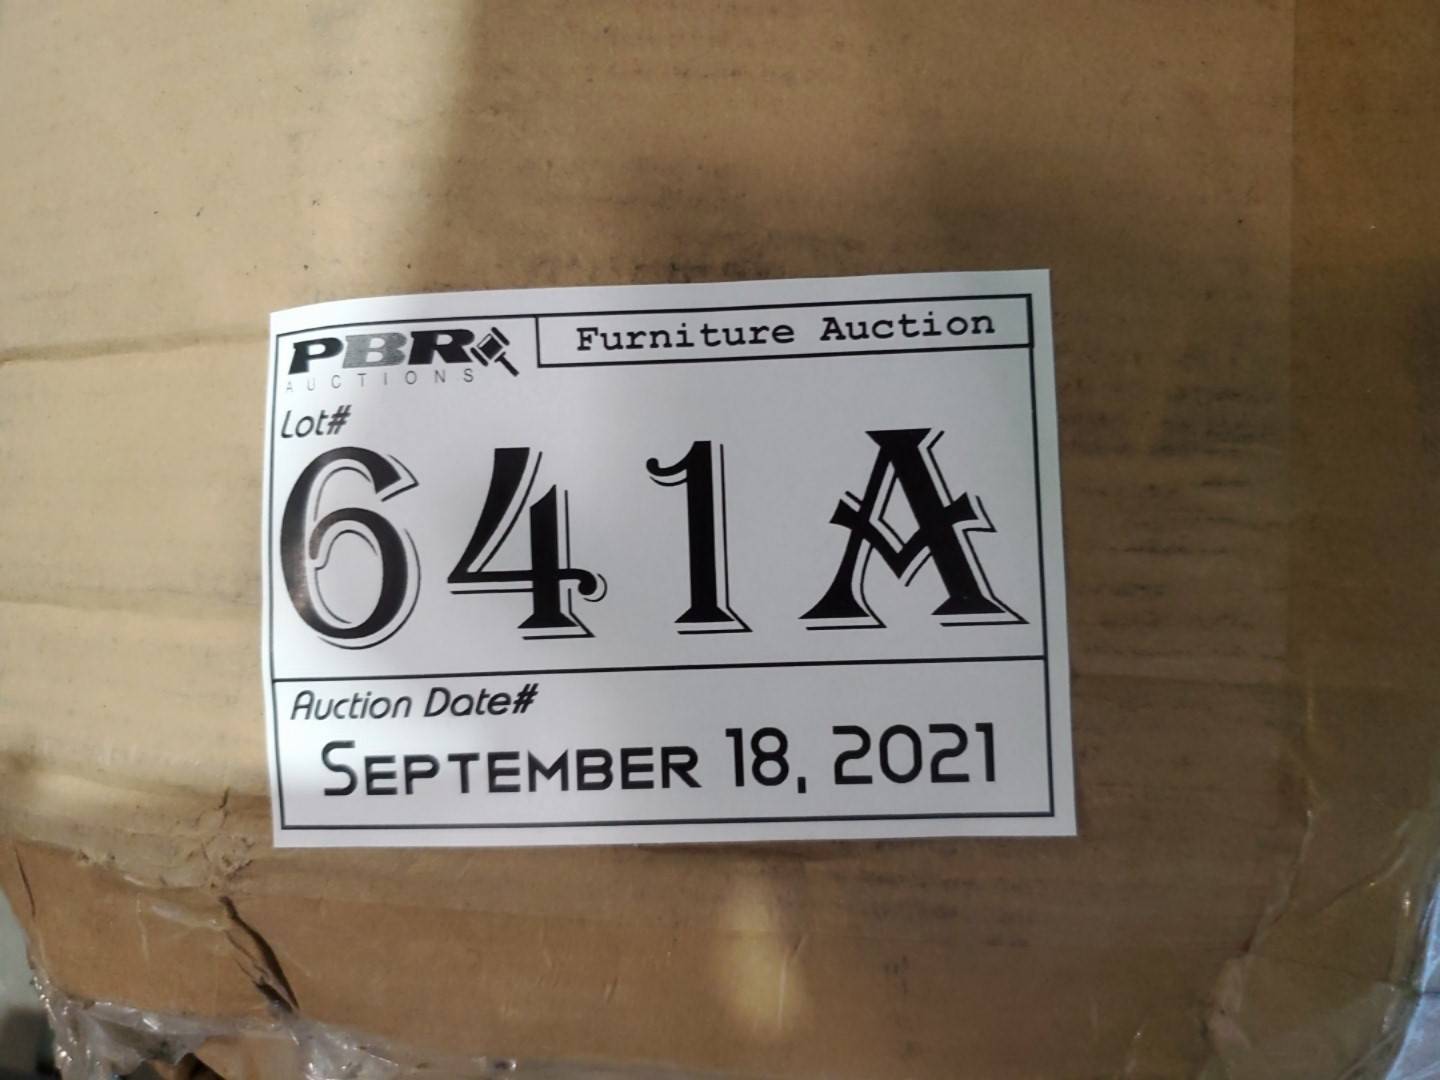 PBR
AUCTIONS
Furniture Auction
Lot#
641A
Auction Date#
SEPTEMBER 18, 2021